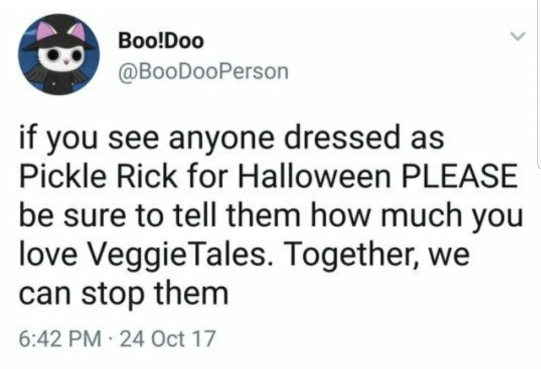 Boo!Doo
@BooDooPerson
if you see anyone dressed as
Pickle Rick for Halloween PLEASE
be sure to tell them how much you
love VeggieTales. Together, we
can stop them
6:42 PM · 24 Oct 17